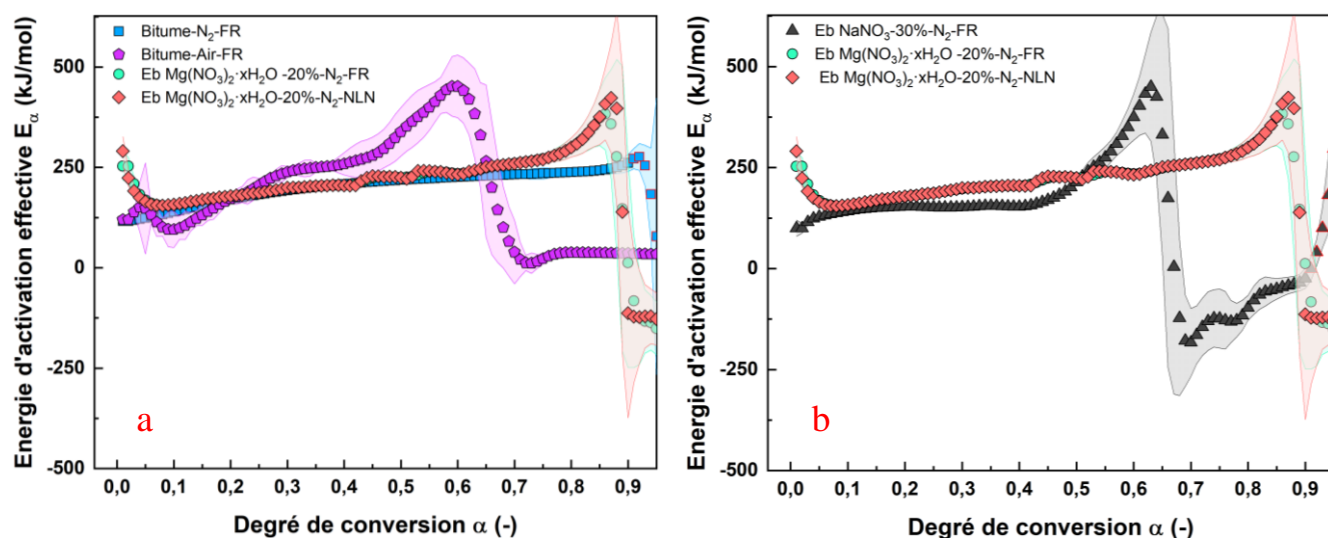 Energie d'activation effective Eα (kJ/mol)
500
250
0
-250
-500
Bitume-N₂-FR
Bitume-Air-FR
Eb Mg(NO₃)₂·xH₂O -20%-N₂-FR
Eb Mg(NO₃)₂·xH₂O-20%-N₂-NLN
a
0,0 0,1 0,2 0,3 0,4 0,5 0,6 0,7 0,8 0,9
Degré de conversion α (-)
Energie d'activation effective Eα (kJ/mol)
500
250
0
-250
-500
Eb NaNO₃-30%-N₂-FR
Eb Mg(NO₃)₂·xH₂O -20%-N₂-FR
Eb Mg(NO₃)₂·xH₂O-20%-N₂-NLN
b
0,0 0,1 0,2 0,3 0,4 0,5 0,6 0,7 0,8 0,9
Degré de conversion α (-)